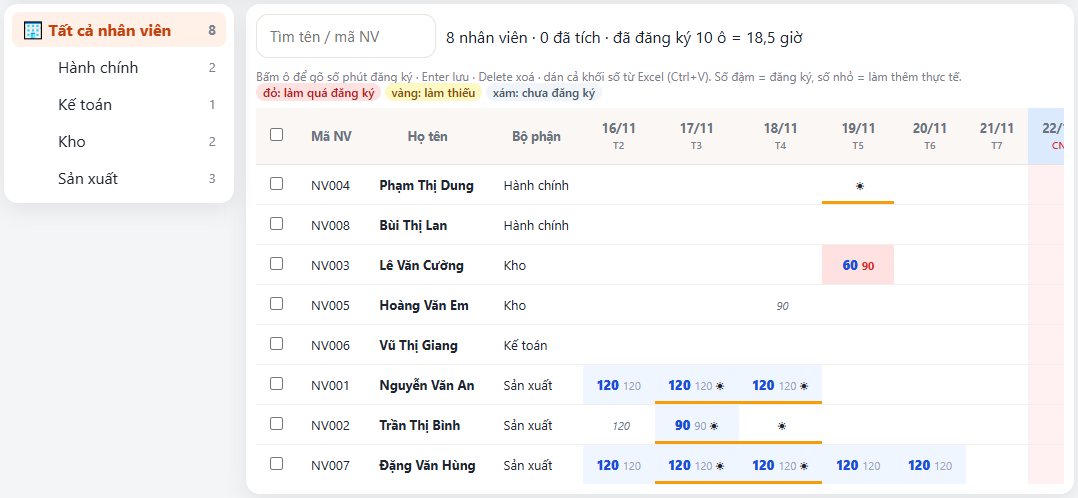 Tất cả nhân viên 8
Hành chính 2
Kế toán 1
Kho 2
Sản xuất 3
Tìm tên / mã NV
8 nhân viên · 0 đã tích · đã đăng ký 10 ô = 18,5 giờ
Bấm ô để gõ số phút đăng ký · Enter lưu · Delete xoá · dán cả khối số từ Excel (Ctrl+V). Số đậm = đăng ký, số nhỏ = làm thêm thực tế.
đỏ: làm quá đăng ký vàng: làm thiếu xám: chưa đăng ký
Mã NV Họ tên Bộ phận 16/11 17/11 18/11 19/11 20/11 21/11 22/
T2 T3 T4 T5 T6 T7 CN
NV004 Phạm Thị Dung Hành chính
NV008 Bùi Thị Lan Hành chính
NV003 Lê Văn Cường Kho 60 90
NV005 Hoàng Văn Em Kho 90
NV006 Vũ Thị Giang Kế toán
NV001 Nguyễn Văn An Sản xuất 120 120 120 120 120 120
NV002 Trần Thị Bình Sản xuất 120 90 90
NV007 Đặng Văn Hùng Sản xuất 120 120 120 120 120 120 120 120 120 120